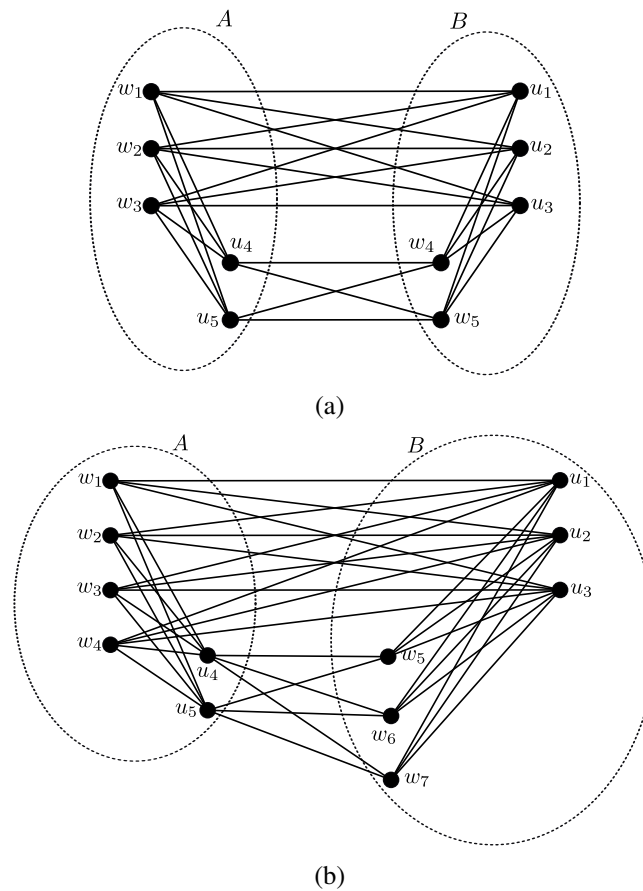 A B
w₁ u₁
w₂ u₂
w₃ u₃
u₄ w₄
u₅ w₅
(a)
A B
w₁ u₁
w₂ u₂
w₃ u₃
w₄
u₄ w₅
u₅
w₆
w₇
(b)